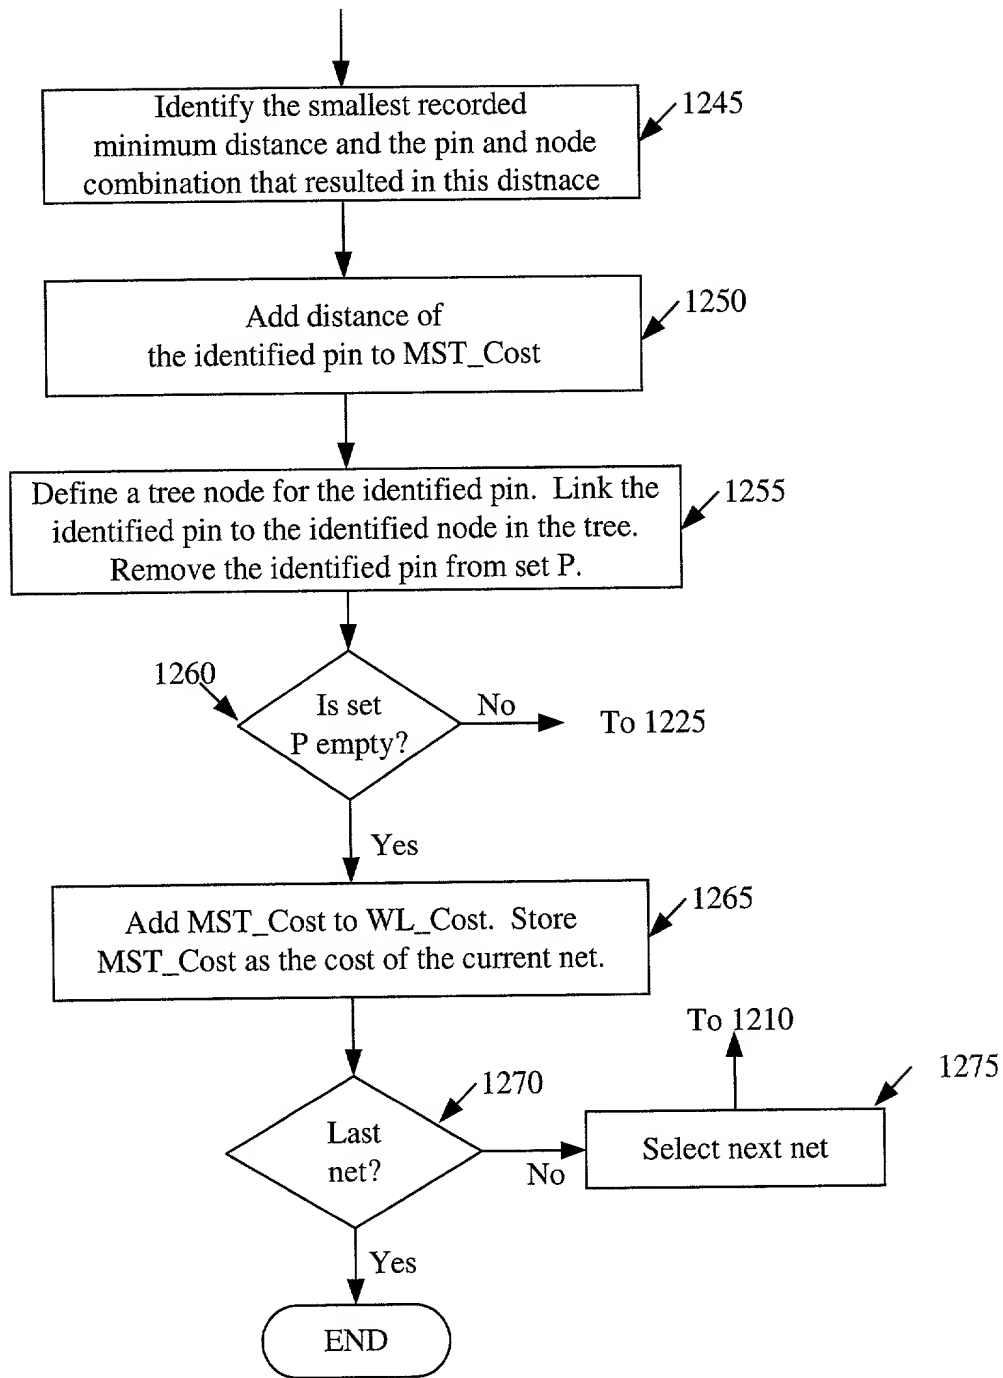 Identify the smallest recorded
minimum distance and the pin and node
combination that resulted in this distnace
1245
Add distance of
the identified pin to MST_Cost
1250
Define a tree node for the identified pin. Link the
identified pin to the identified node in the tree.
Remove the identified pin from set P.
1255
1260
Is set
P empty?
No
To 1225
Yes
Add MST_Cost to WL_Cost. Store
MST_Cost as the cost of the current net.
1265
To 1210
1270
1275
Last
net?
No
Select next net
Yes
END